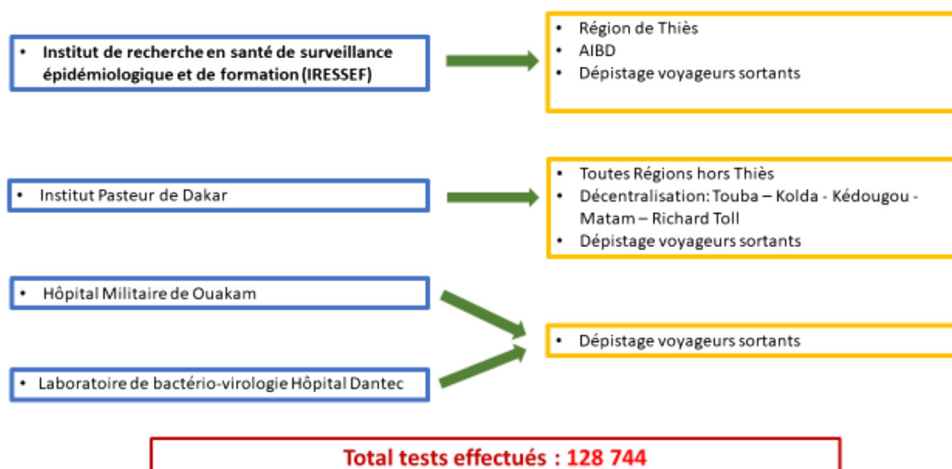 • Institut de recherche en santé de surveillance
épidémiologique et de formation (IRESSEF)
• Région de Thiès
• AIBD
• Dépistage voyageurs sortants
• Institut Pasteur de Dakar
• Toutes Régions hors Thiès
• Décentralisation: Touba – Kolda - Kédougou -
Matam – Richard Toll
• Dépistage voyageurs sortants
• Hôpital Militaire de Ouakam
• Laboratoire de bactério-virologie Hôpital Dantec
• Dépistage voyageurs sortants
Total tests effectués : 128 744